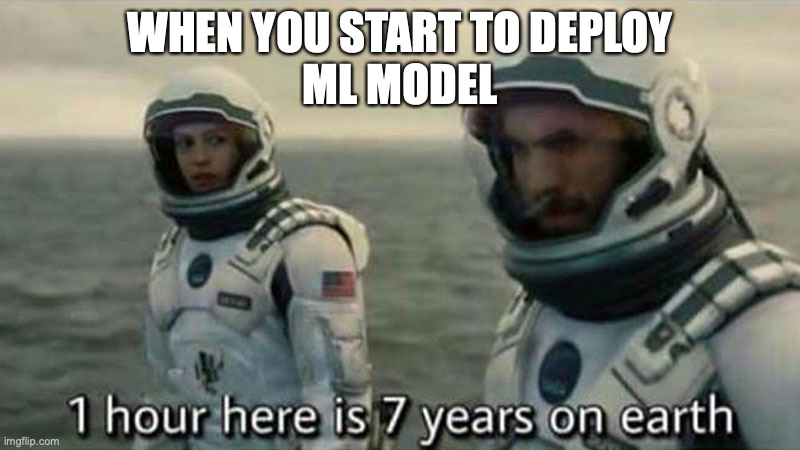 WHEN YOU START TO DEPLOY
ML MODEL
1 hour here is 7 years on earth
imgflip.com